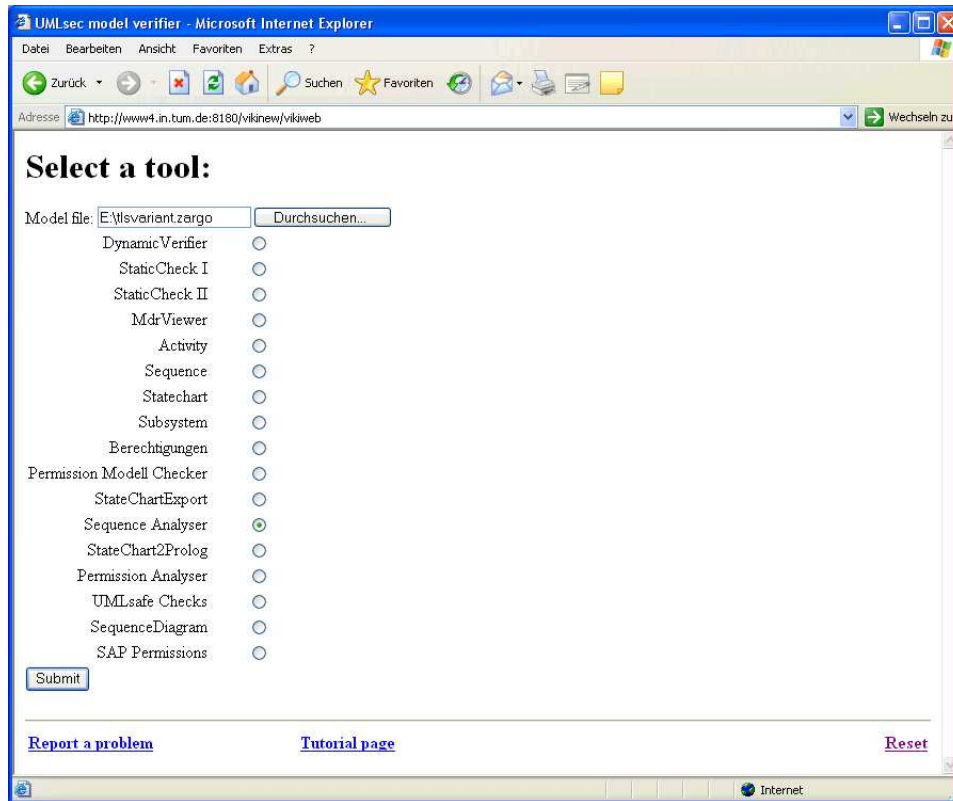 UMLsec model verifier - Microsoft Internet Explorer
Datei Bearbeiten Ansicht Favoriten Extras ?
Zurück Suchen Favoriten
Adresse http://www4.in.tum.de:8180/vikinew/vikiweb Wechseln zu
Select a tool:
Model file: E:\tlsvariant.zargo Durchsuchen...
DynamicVerifier
StaticCheck I
StaticCheck II
MdrViewer
Activity
Sequence
Statechart
Subsystem
Berechtigungen
Permission Modell Checker
StateChartExport
Sequence Analyser
StateChart2Prolog
Permission Analyser
UMLsafe Checks
SequenceDiagram
SAP Permissions
Submit
Report a problem Tutorial page Reset
Internet